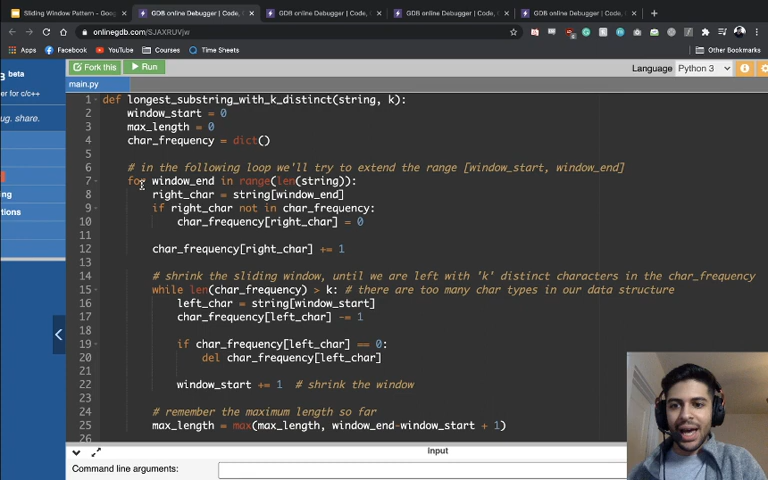 Sliding Window Pattern - Goo
GDB online Debugger | Code, 
GDB online Debugger | Code, 
GDB online Debugger | Code, 
GDB online Debugger | Code, 
onlinegdb.com/SJAXRUVjw
Apps
Facebook
YouTube
Courses
Time Sheets
Other Bookmarks
B beta
er for c/c++
ug. share.
ng
tions
Fork this
Run
Language Python 3
main.py
1 def longest_substring_with_k_distinct(string, k):
2 window_start = 0
3 max_length = 0
4 char_frequency = dict()
5
6 # in the following loop we'll try to extend the range [window_start, window_end]
7 for window_end in range(len(string)):
8 right_char = string[window_end]
9 if right_char not in char_frequency:
10 char_frequency[right_char] = 0
11
12 char_frequency[right_char] += 1
13
14 # shrink the sliding window, until we are left with 'k' distinct characters in the char_frequency
15 while len(char_frequency) > k: # there are too many char types in our data structure
16 left_char = string[window_start]
17 char_frequency[left_char] -= 1
18
19 if char_frequency[left_char] == 0:
20 del char_frequency[left_char]
21
22 window_start += 1 # shrink the window
23
24 # remember the maximum length so far
25 max_length = max(max_length, window_end-window_start + 1)
26
input
Command line arguments: